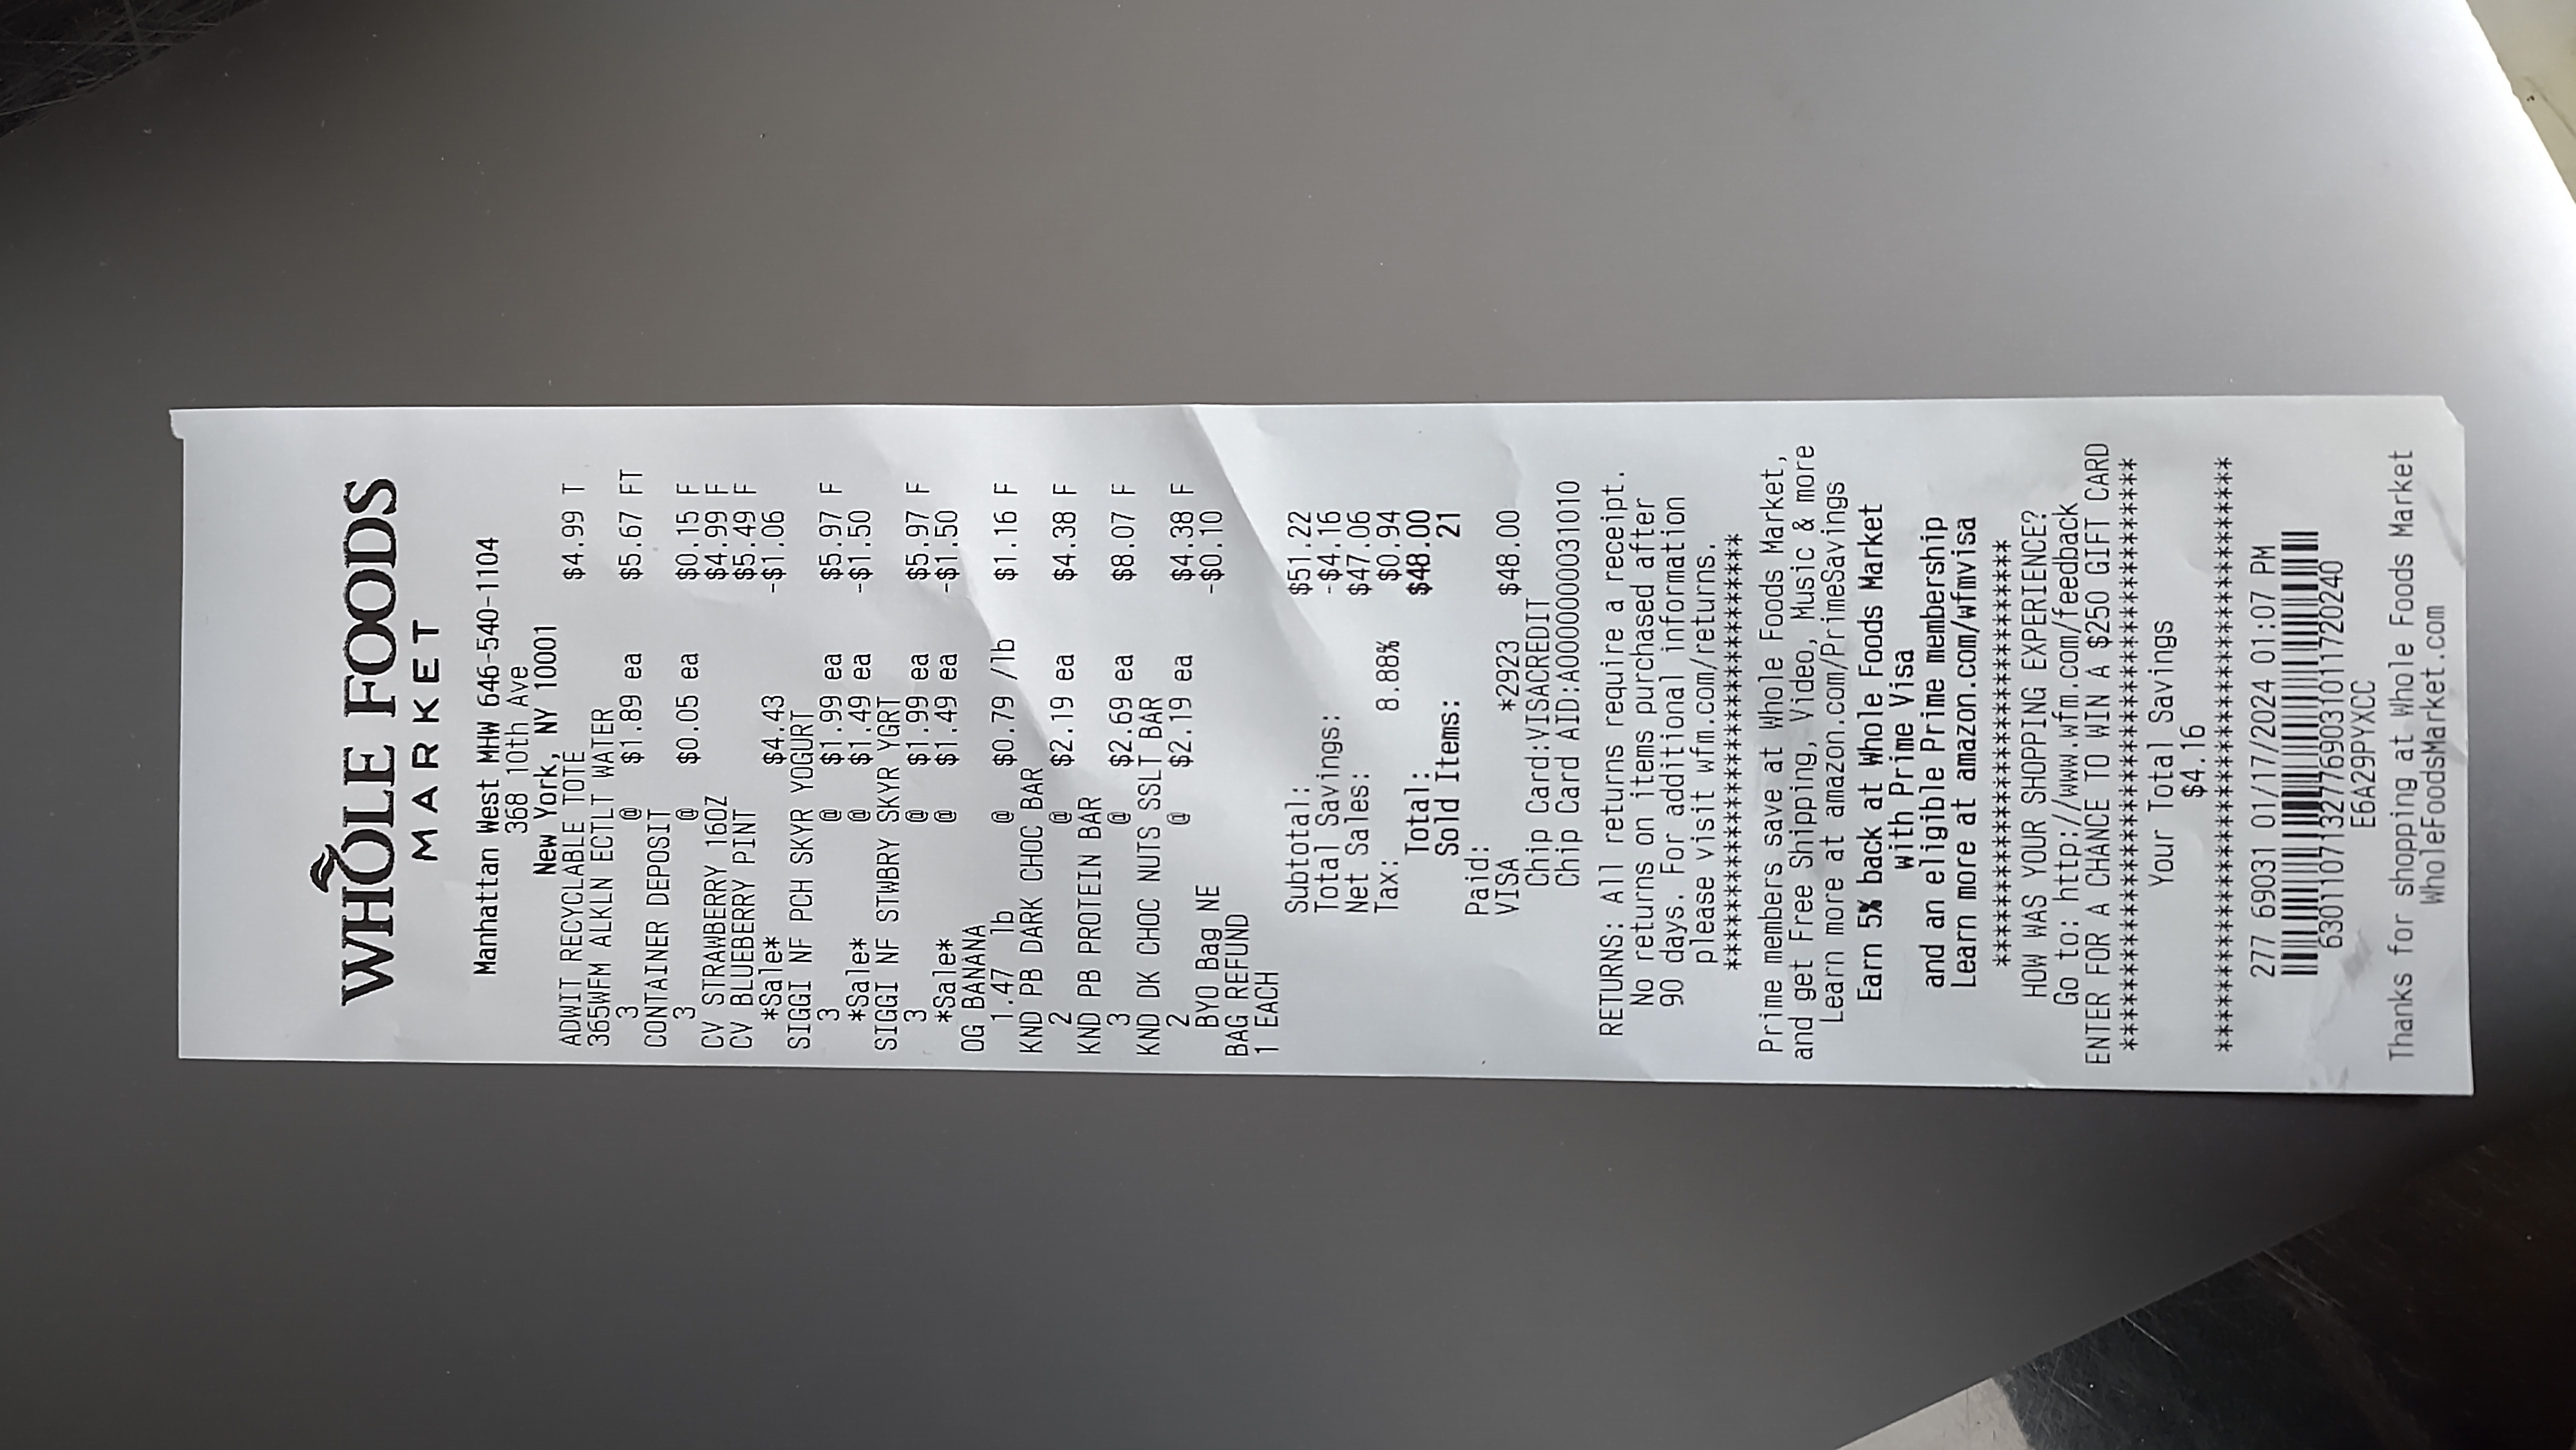 WHOLE FOODS
MARKET
Manhattan West MHW 646-540-1104
368 10th Ave
New York, NY 10001
ADWIT RECYCLABLE TOTE $4.99 T
365WFM ALKLN ECTLT WATER
3 @ $1.89 ea $5.67 FT
CONTAINER DEPOSIT
3 @ $0.05 ea $0.15 F
CV STRAWBERRY 16OZ $4.99 F
CV BLUEBERRY PINT $5.49 F
*Sale* $4.43 -$1.06
SIGGI NF PCH SKYR YOGURT
3 @ $1.99 ea $5.97 F
*Sale* @ $1.49 ea -$1.50
SIGGI NF STWBRY SKYR YGRT
3 @ $1.99 ea $5.97 F
*Sale* @ $1.49 ea -$1.50
OG BANANA
1.47 lb @ $0.79 /lb $1.16 F
KND PB DARK CHOC BAR
2 @ $2.19 ea $4.38 F
KND PB PROTEIN BAR
3 @ $2.69 ea $8.07 F
KND DK CHOC NUTS SSLT BAR
2 @ $2.19 ea $4.38 F
BYO Bag NE -$0.10
BAG REFUND
1 EACH
Subtotal: $51.22
Total Savings: -$4.16
Net Sales: $47.06
Tax: 8.88% $0.94
Total: $48.00
Sold Items: 21
Paid:
VISA *2923 $48.00
Chip Card:VISACREDIT
Chip Card AID:A0000000031010
RETURNS: All returns require a receipt.
No returns on items purchased after
90 days. For additional information
please visit wfm.com/returns.
******************************
Prime members save at Whole Foods Market,
and get Free Shipping, Video, Music & more
Learn more at amazon.com/PrimeSavings
Earn 5% back at Whole Foods Market
with Prime Visa
and an eligible Prime membership
Learn more at amazon.com/wfmvisa
******************************
HOW WAS YOUR SHOPPING EXPERIENCE?
Go to: http://www.wfm.com/feedback
ENTER FOR A CHANCE TO WIN A $250 GIFT CARD
******************************************
Your Total Savings
$4.16
******************************************
277 69031 01/17/2024 01:07 PM
63011071327769031011720240
E6A29PYXCC
Thanks for shopping at Whole Foods Market
WholeFoodsMarket.com